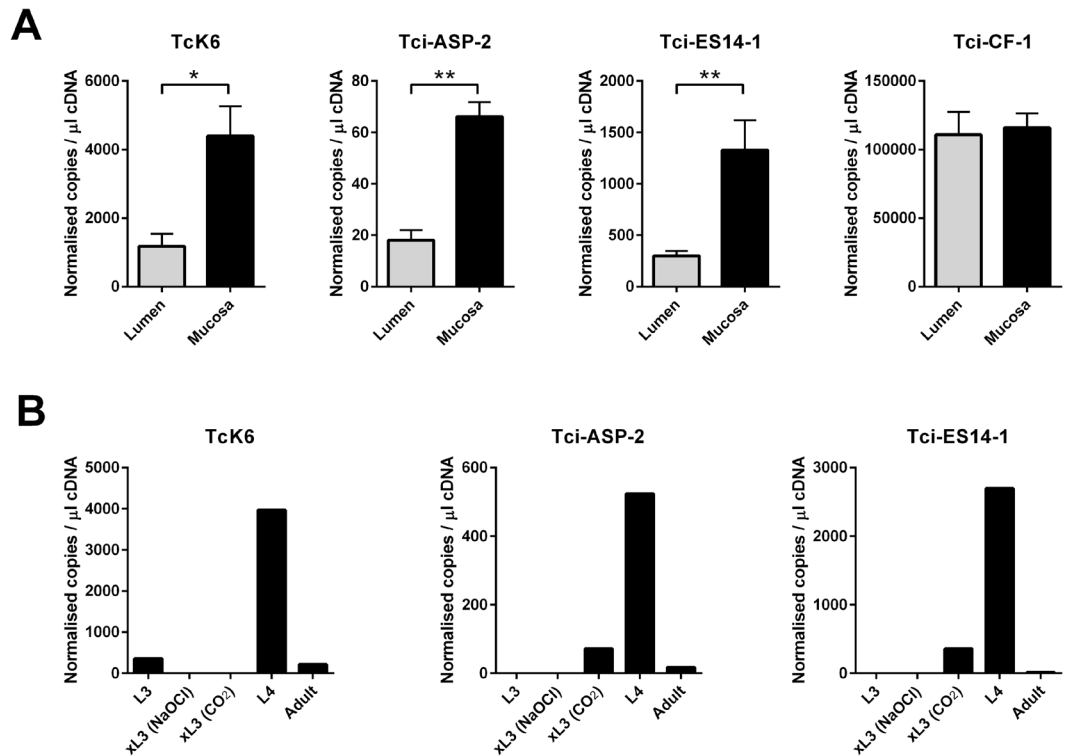 A
TcK6
Tci-ASP-2
Tci-ES14-1
Tci-CF-1
Normalised copies / μl cDNA
6000
4000
2000
0
*
Lumen
Mucosa
Normalised copies / μl cDNA
80
60
40
20
0
**
Lumen
Mucosa
Normalised copies / μl cDNA
2000
1500
1000
500
0
**
Lumen
Mucosa
Normalised copies / μl cDNA
150000
100000
50000
0
Lumen
Mucosa
B
TcK6
Tci-ASP-2
Tci-ES14-1
Normalised copies / μl cDNA
5000
4000
3000
2000
1000
0
L3
xL3 (NaOCl)
xL3 (CO2)
L4
Adult
Normalised copies / μl cDNA
600
400
200
0
L3
xL3 (NaOCl)
xL3 (CO2)
L4
Adult
Normalised copies / μl cDNA
3000
2000
1000
0
L3
xL3 (NaOCl)
xL3 (CO2)
L4
Adult